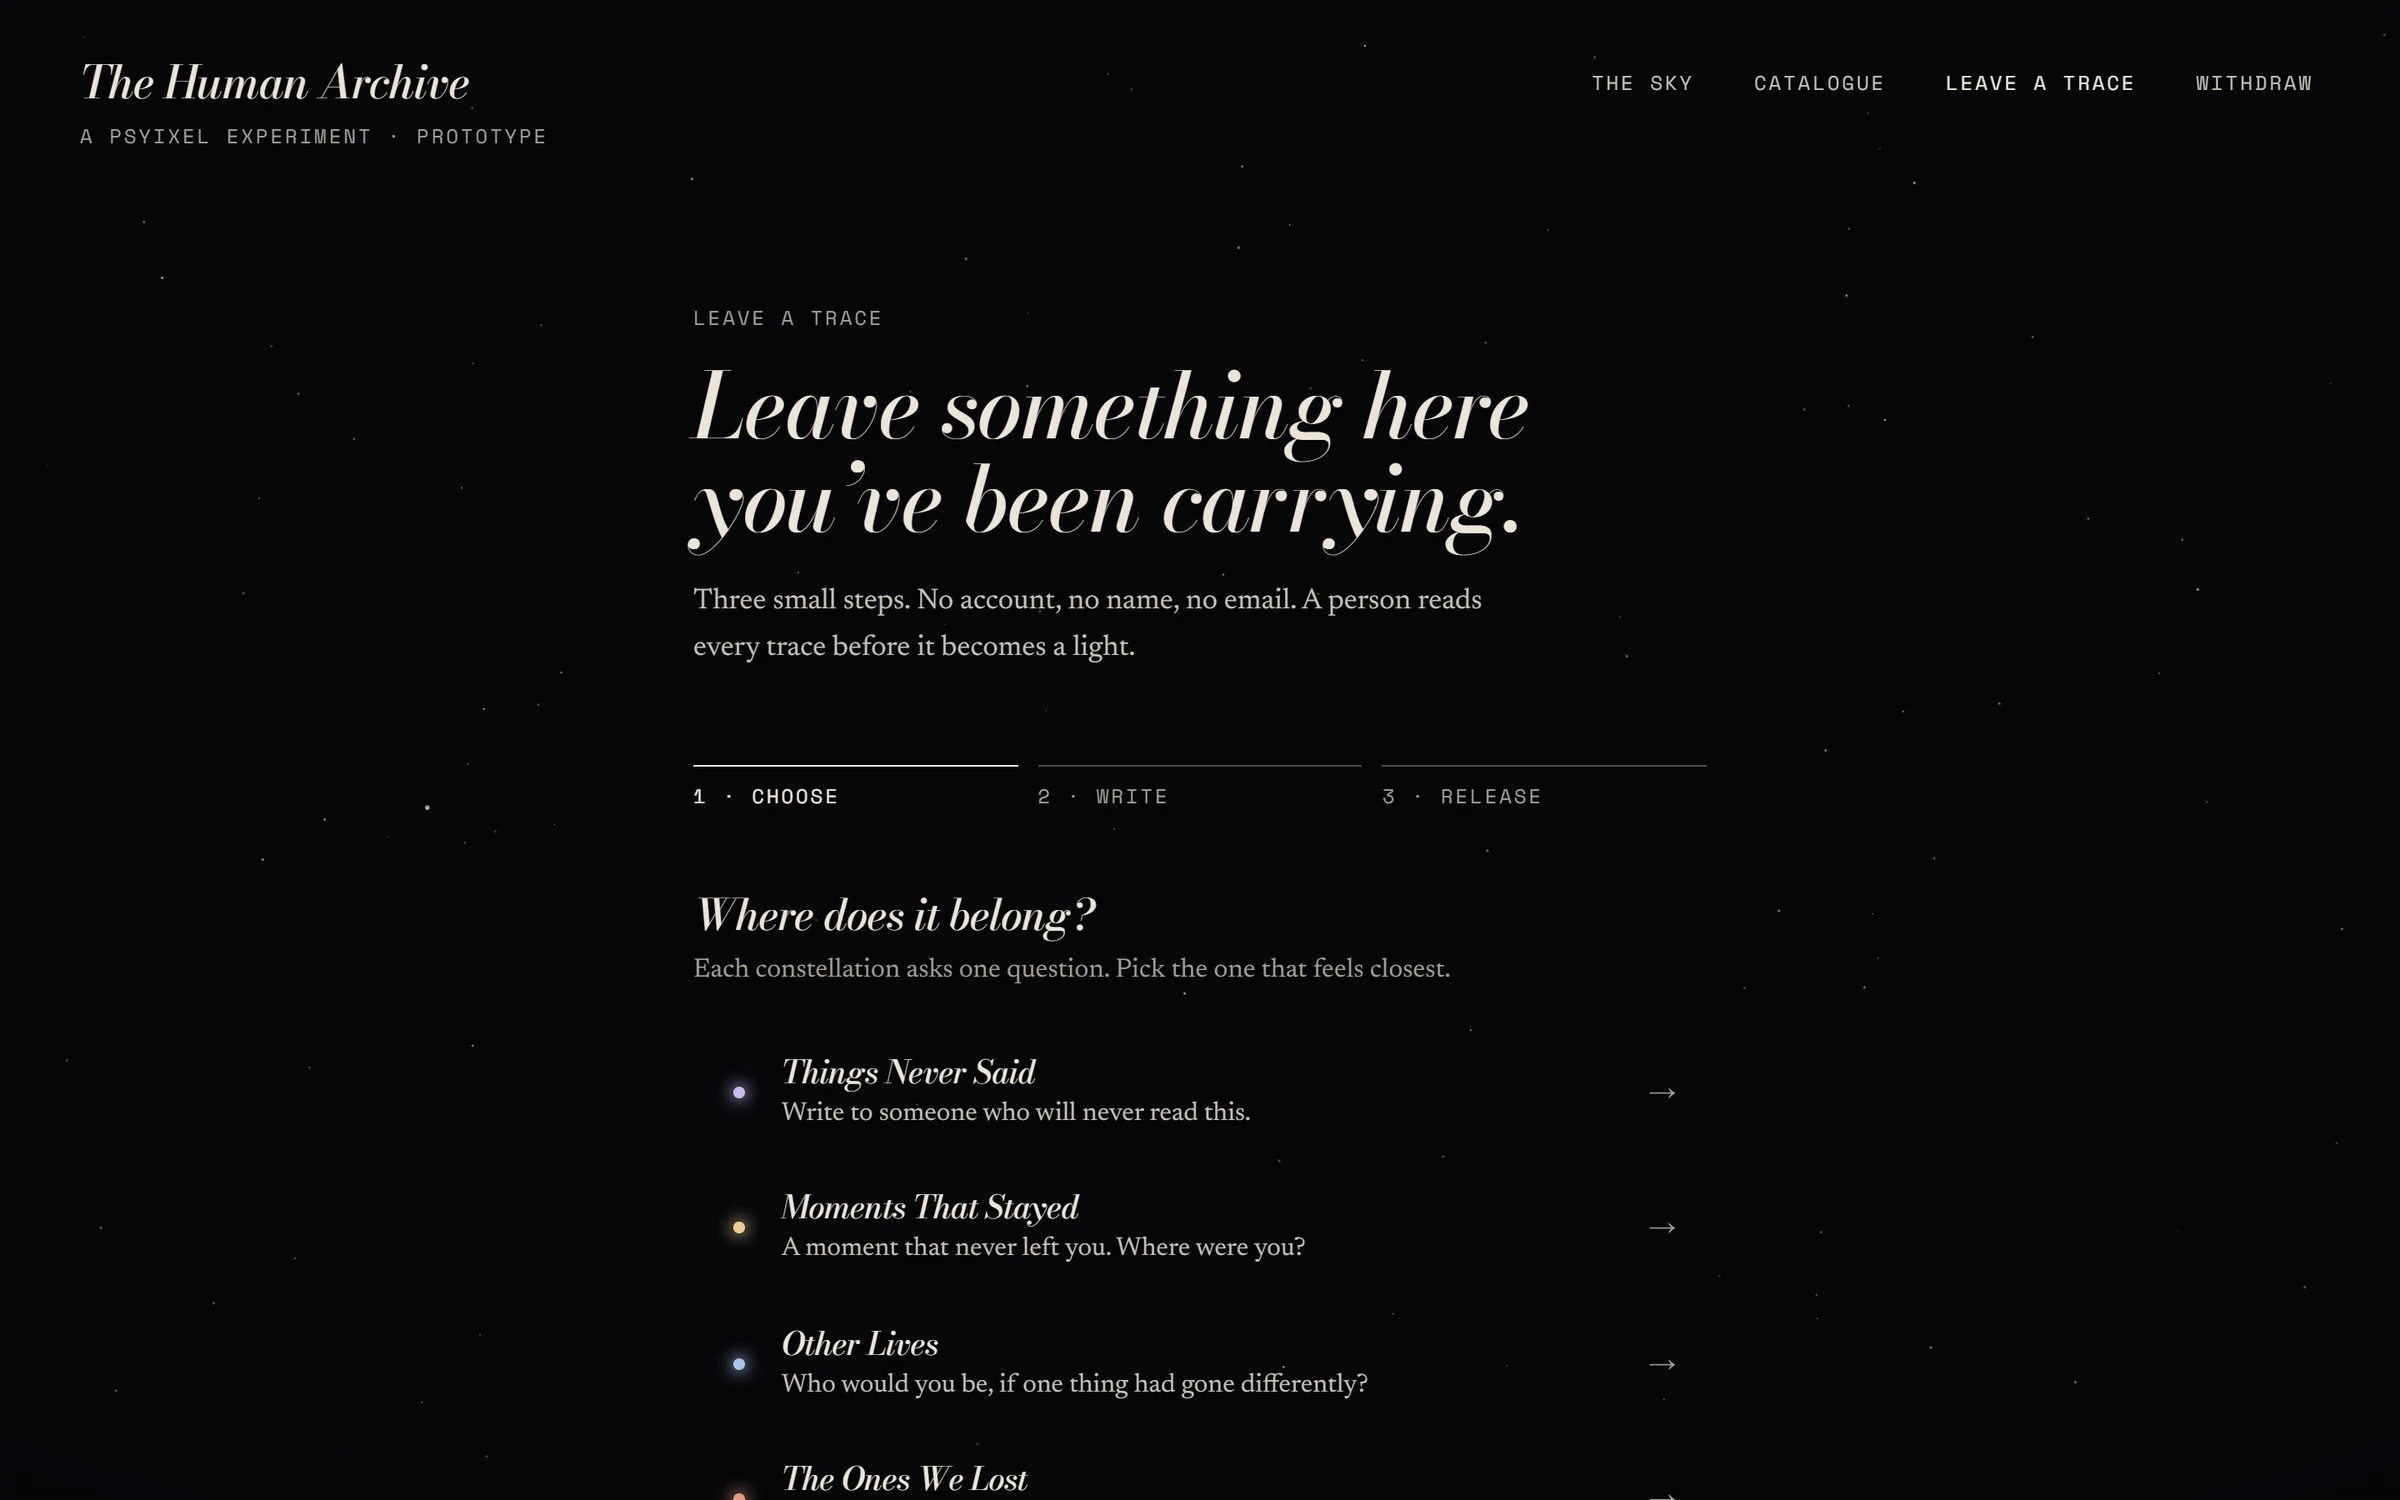 The Human Archive
A PSYIXEL EXPERIMENT · PROTOTYPE
THE SKY
CATALOGUE
LEAVE A TRACE
WITHDRAW
LEAVE A TRACE
Leave something here
you’ve been carrying.
Three small steps. No account, no name, no email. A person reads
every trace before it becomes a light.
1 · CHOOSE
2 · WRITE
3 · RELEASE
Where does it belong?
Each constellation asks one question. Pick the one that feels closest.
Things Never Said
Write to someone who will never read this.
→
Moments That Stayed
A moment that never left you. Where were you?
→
Other Lives
Who would you be, if one thing had gone differently?
→
The Ones We Lost